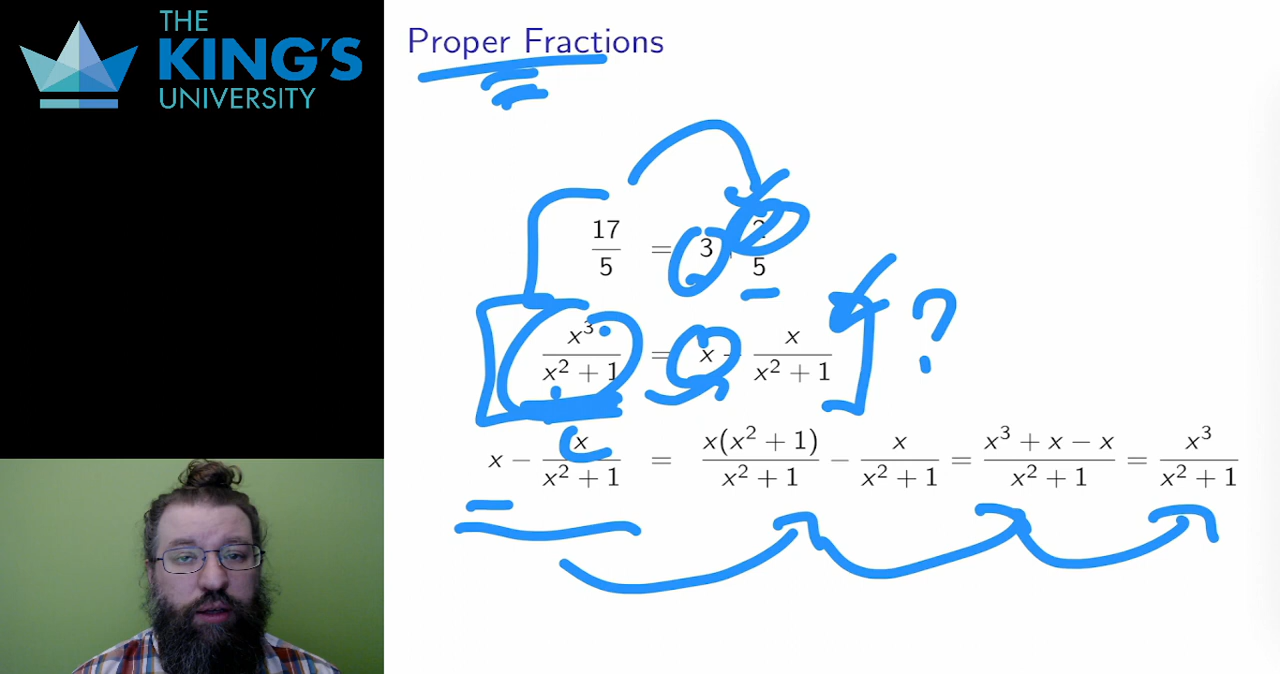 THE
KING'S
UNIVERSITY
Proper Fractions
17/5 = 3 2/5
x³/(x² + 1) = x − x/(x² + 1) ?
x − x/(x² + 1) = x(x² + 1)/(x² + 1) − x/(x² + 1) = (x³ + x − x)/(x² + 1) = x³/(x² + 1)